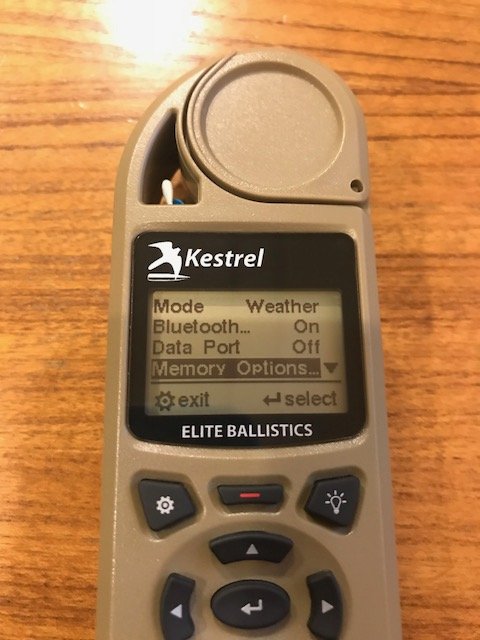 Kestrel
Mode Weather
Bluetooth... On
Data Port Off
Memory Options...
exit select
ELITE BALLISTICS